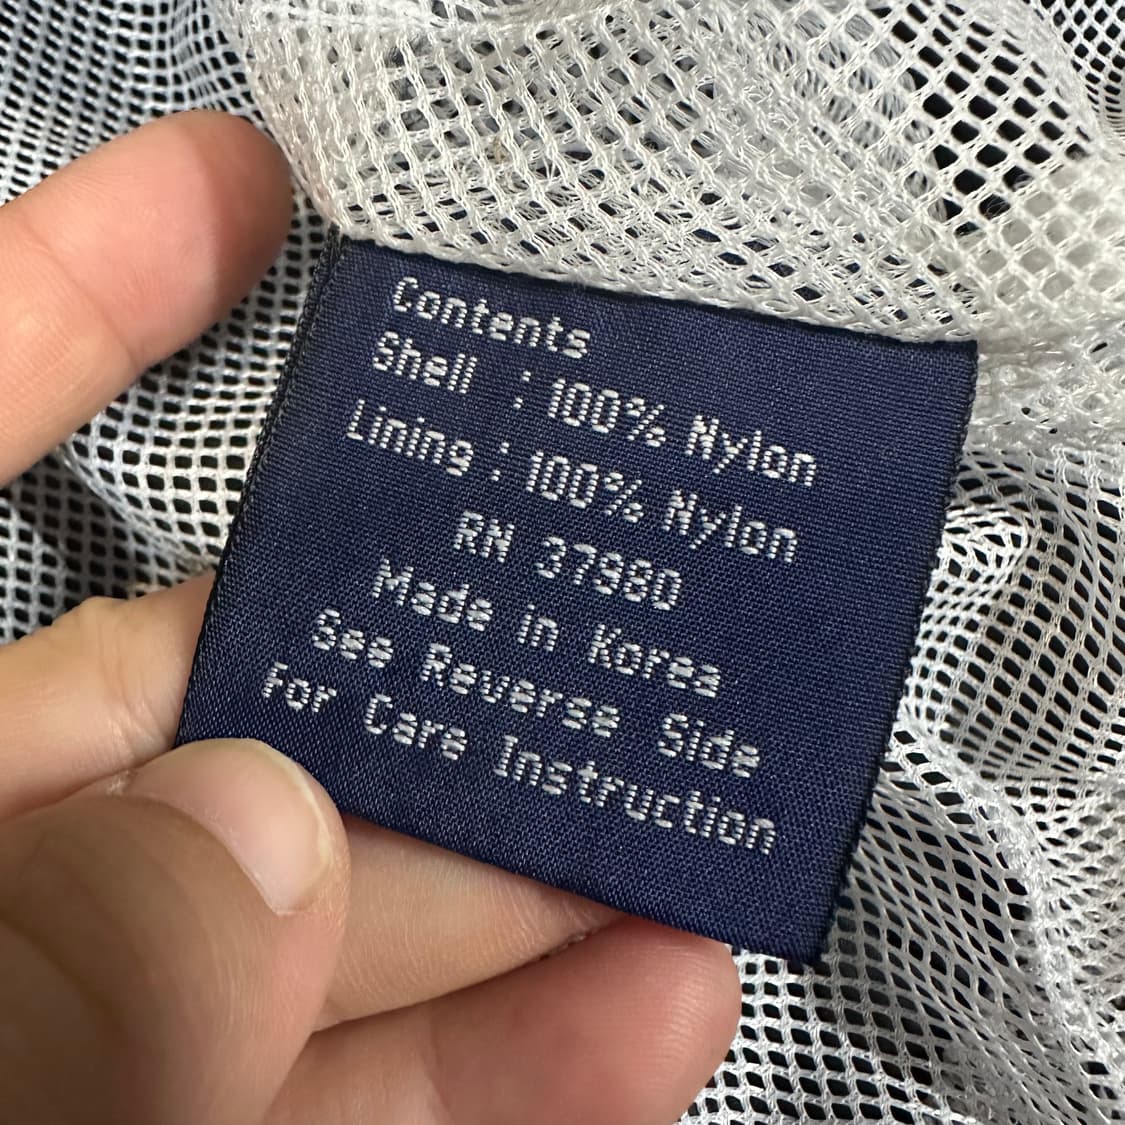 Contents
Shell : 100% Nylon
Lining : 100% Nylon
RN 37980
Made in Korea
See Reverse Side
For Care Instruction